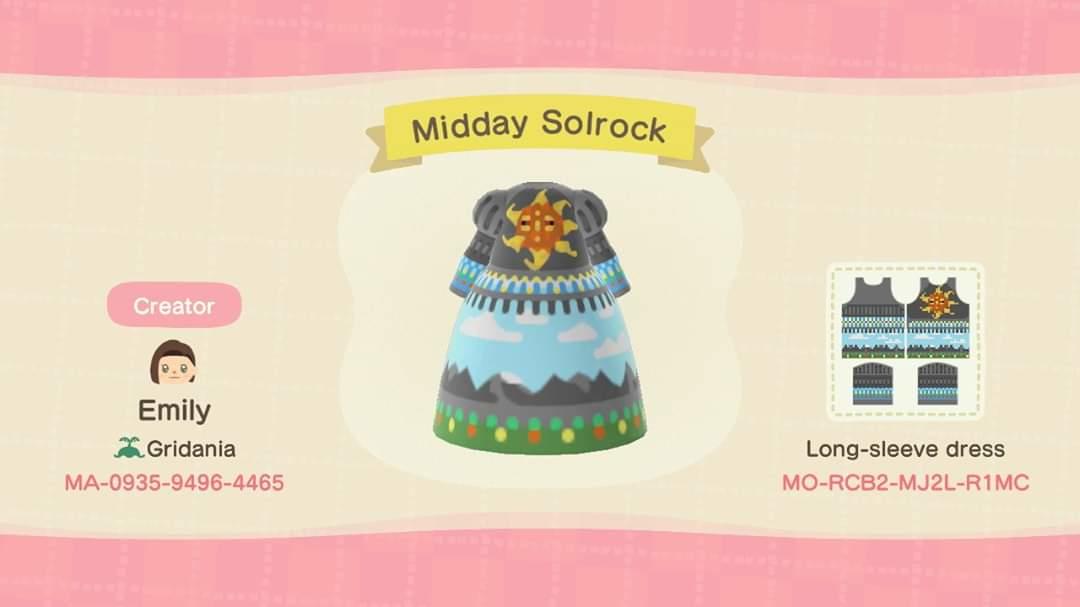 Midday Solrock
Creator
Emily
Gridania
MA-0935-9496-4465
Long-sleeve dress
MO-RCB2-MJ2L-R1MC